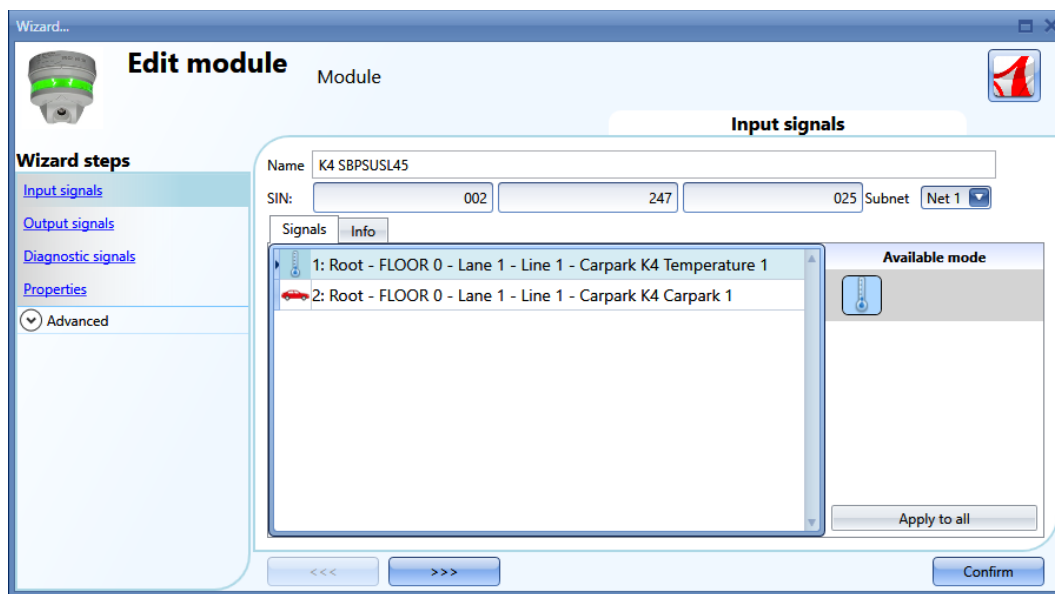 Wizard...
Edit module
Module
Input signals
Wizard steps
Input signals
Output signals
Diagnostic signals
Properties
Advanced
Name K4 SBPSUSL45
SIN: 002 247 025 Subnet Net 1
Signals Info
1: Root - FLOOR 0 - Lane 1 - Line 1 - Carpark K4 Temperature 1
2: Root - FLOOR 0 - Lane 1 - Line 1 - Carpark K4 Carpark 1
Available mode
Apply to all
<<< >>> Confirm